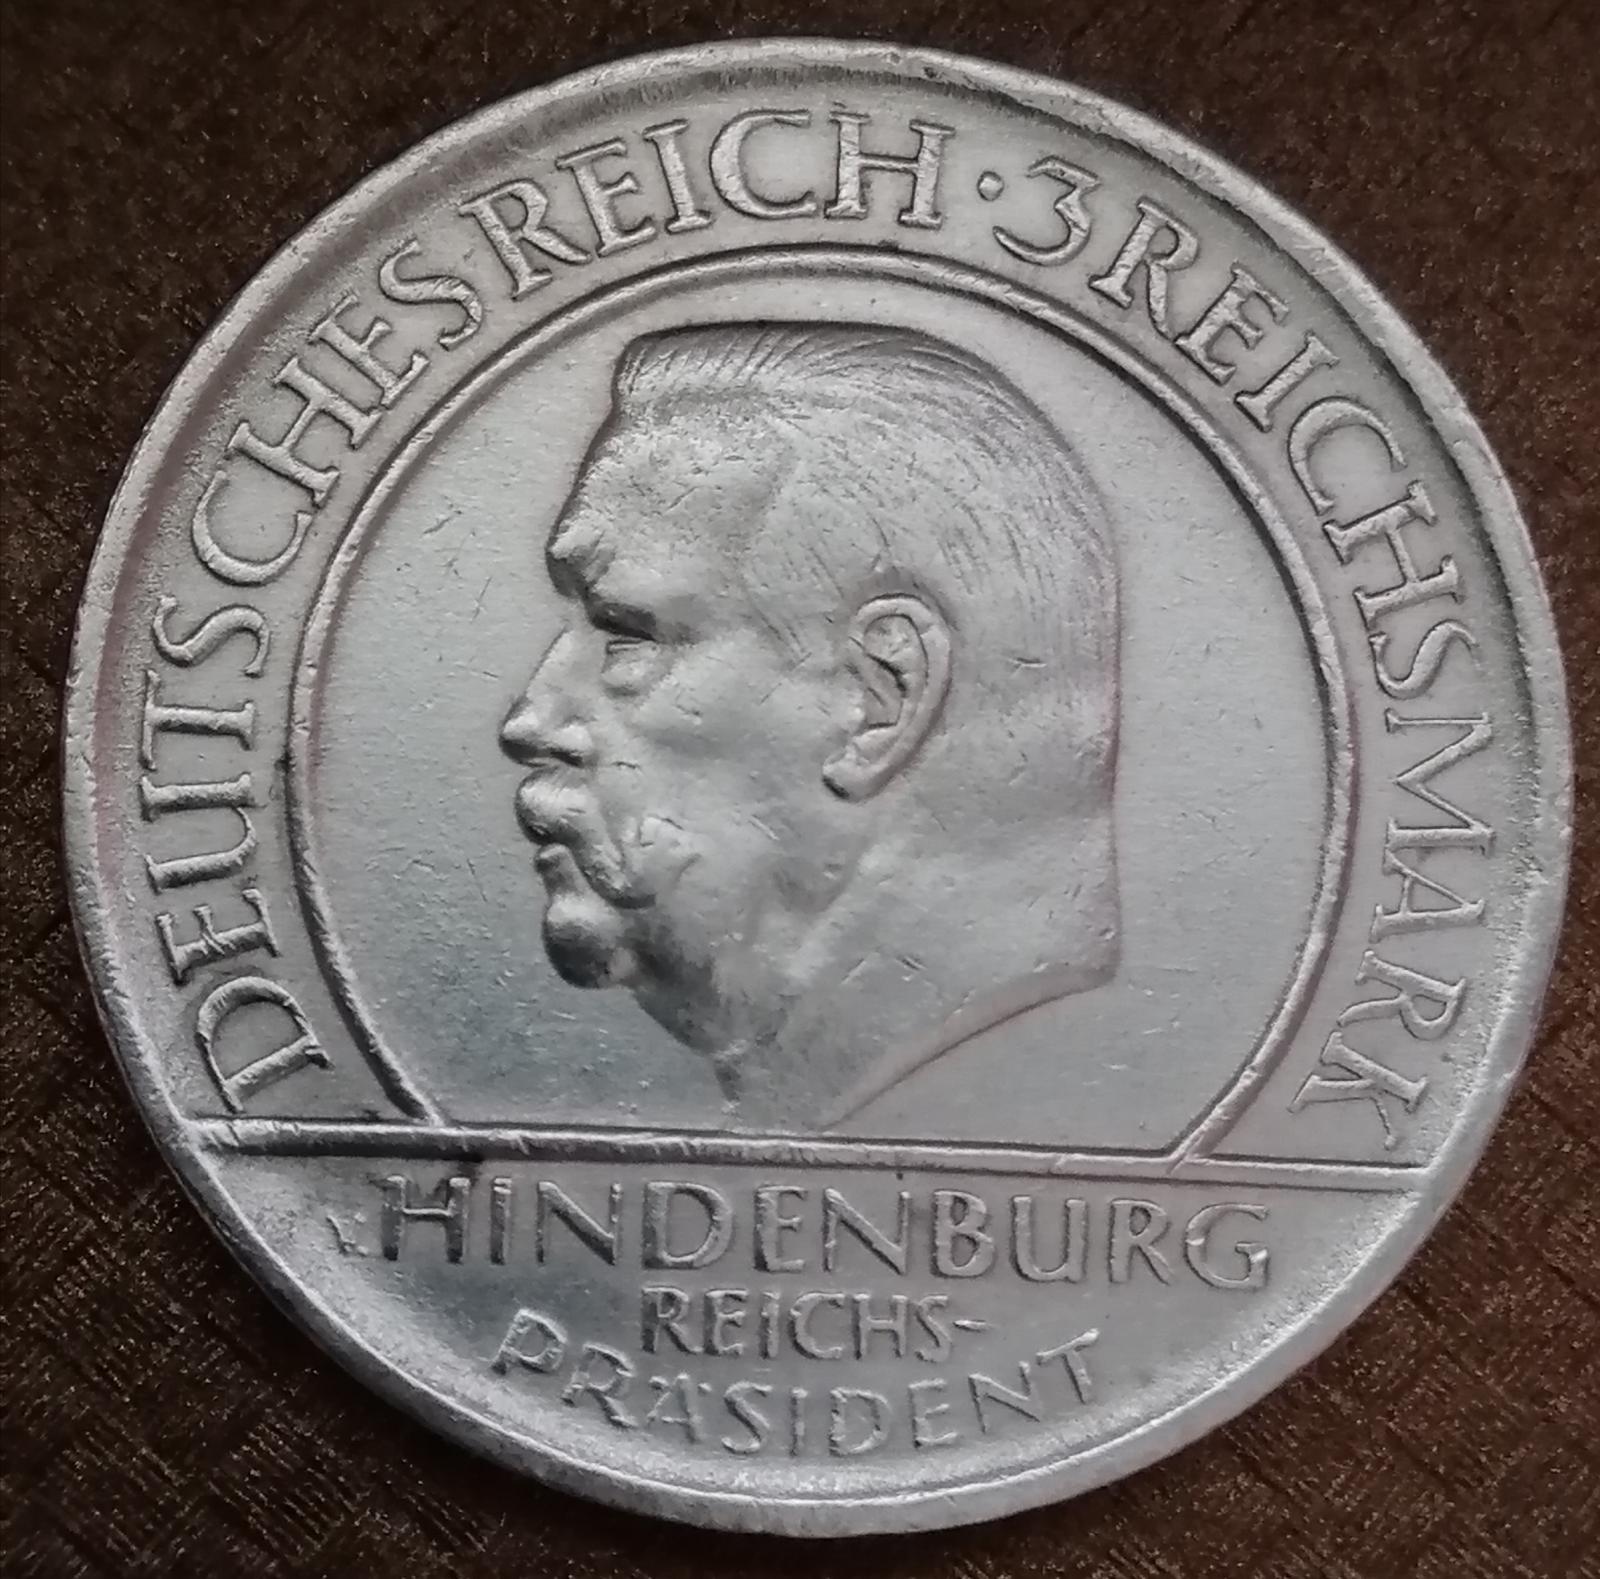 DEUTSCHES REICH · 3 REICHSMARK
v. HINDENBURG
REICHS-
PRÄSIDENT